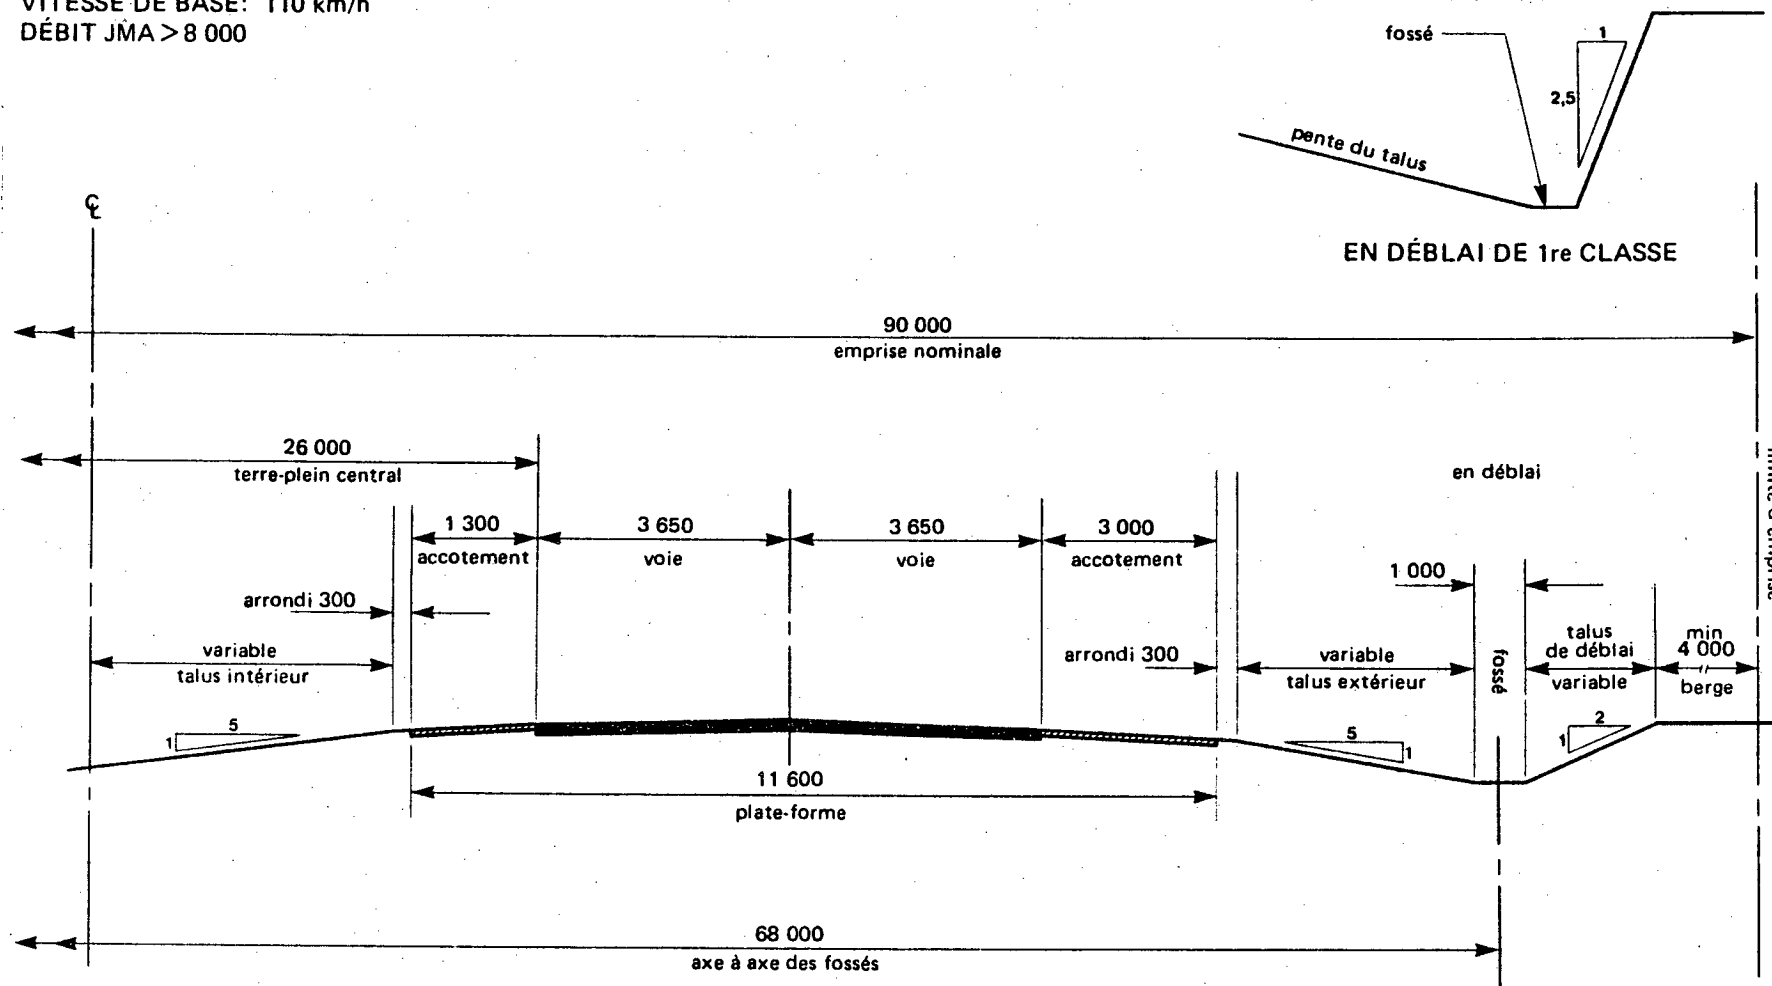 VITESSE DE BASE: 110 km/h
DÉBIT JMA > 8 000
fossé
1
2,5
pente du talus
EN DÉBLAI DE 1re CLASSE
℄
90 000
emprise nominale
26 000
terre-plein central
en déblai
1 300
accotement
3 650
voie
3 650
voie
3 000
accotement
1 000
arrondi 300
variable
talus intérieur
arrondi 300
variable
talus extérieur
fossé
talus
de déblai
variable
min
4 000
berge
5
1
5
1
2
1
11 600
plate-forme
68 000
axe à axe des fossés